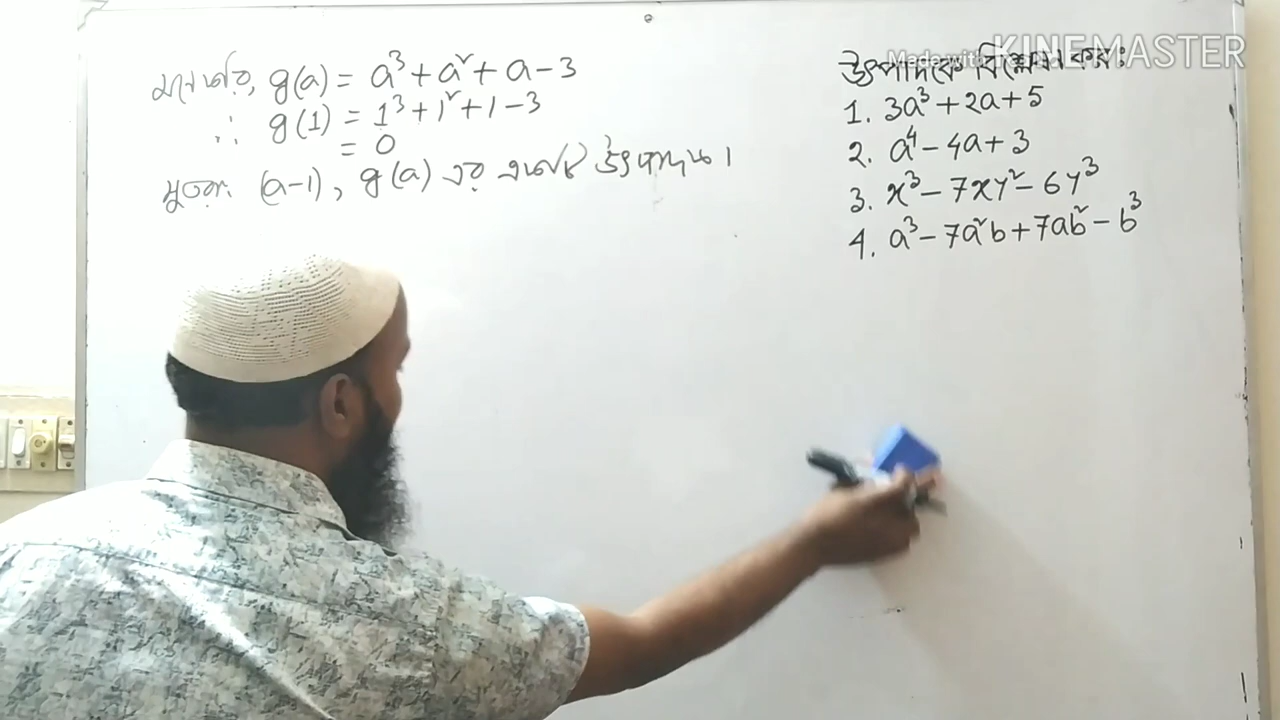 মনেকরি, g(a) = a³ + a² + a - 3
∴ g(1) = 1³ + 1² + 1 - 3
= 0
সুতরাং (a-1), g(a) এর একটি উৎপাদক।
উৎপাদকে বিশ্লেষণ কর:
1. 3a³ + 2a + 5
2. a⁴ - 4a + 3
3. x³ - 7xy² - 6y³
4. a³ - 7a²b + 7ab² - b³
Made with KINEMASTER